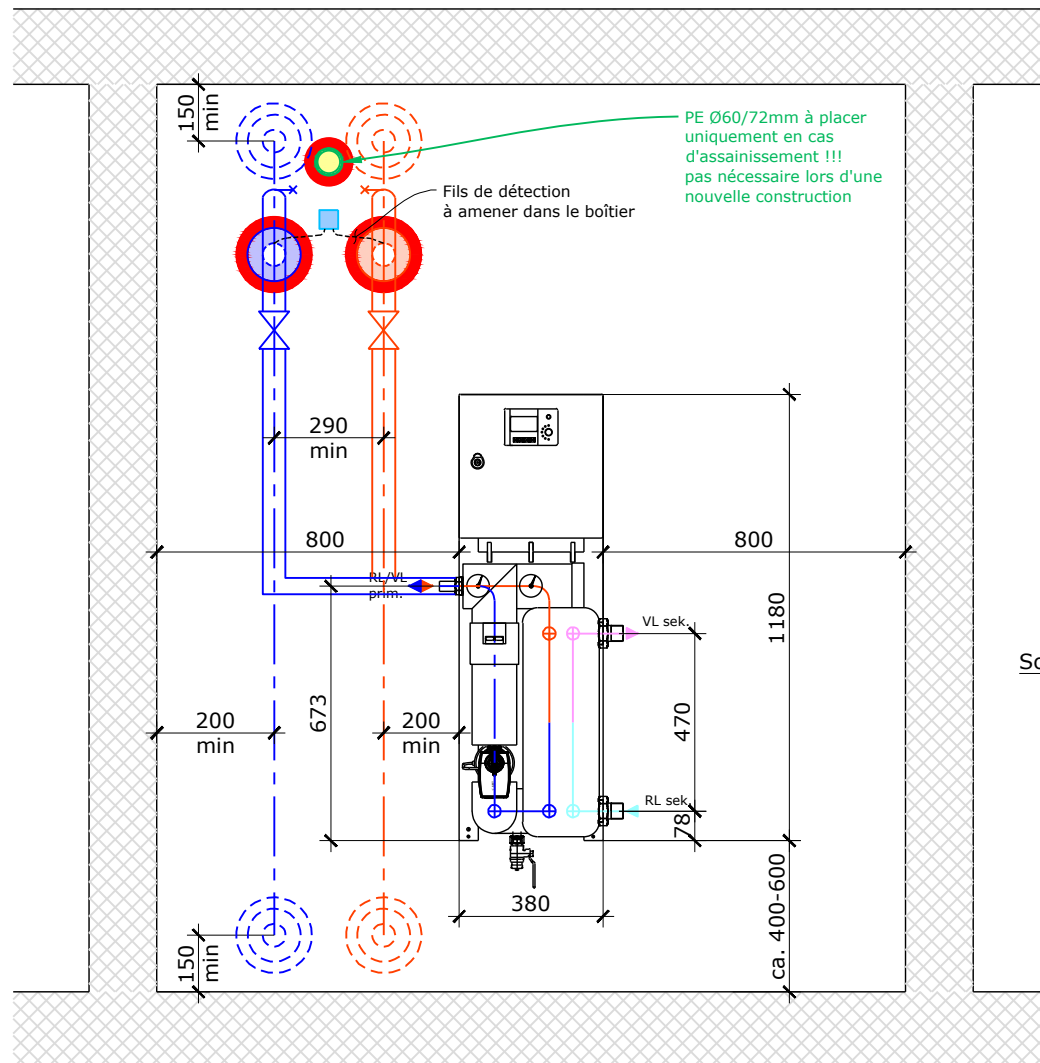 150
min
PE Ø60/72mm à placer
uniquement en cas
d'assainissement !!!
pas nécessaire lors d'une
nouvelle construction
Fils de détection
à amener dans le boîtier
290
min
800
800
RL/VL
prim.
1180
VL sek.
Sc
673
470
200
min
200
min
RL sek.
78
380
ca. 400-600
150
min